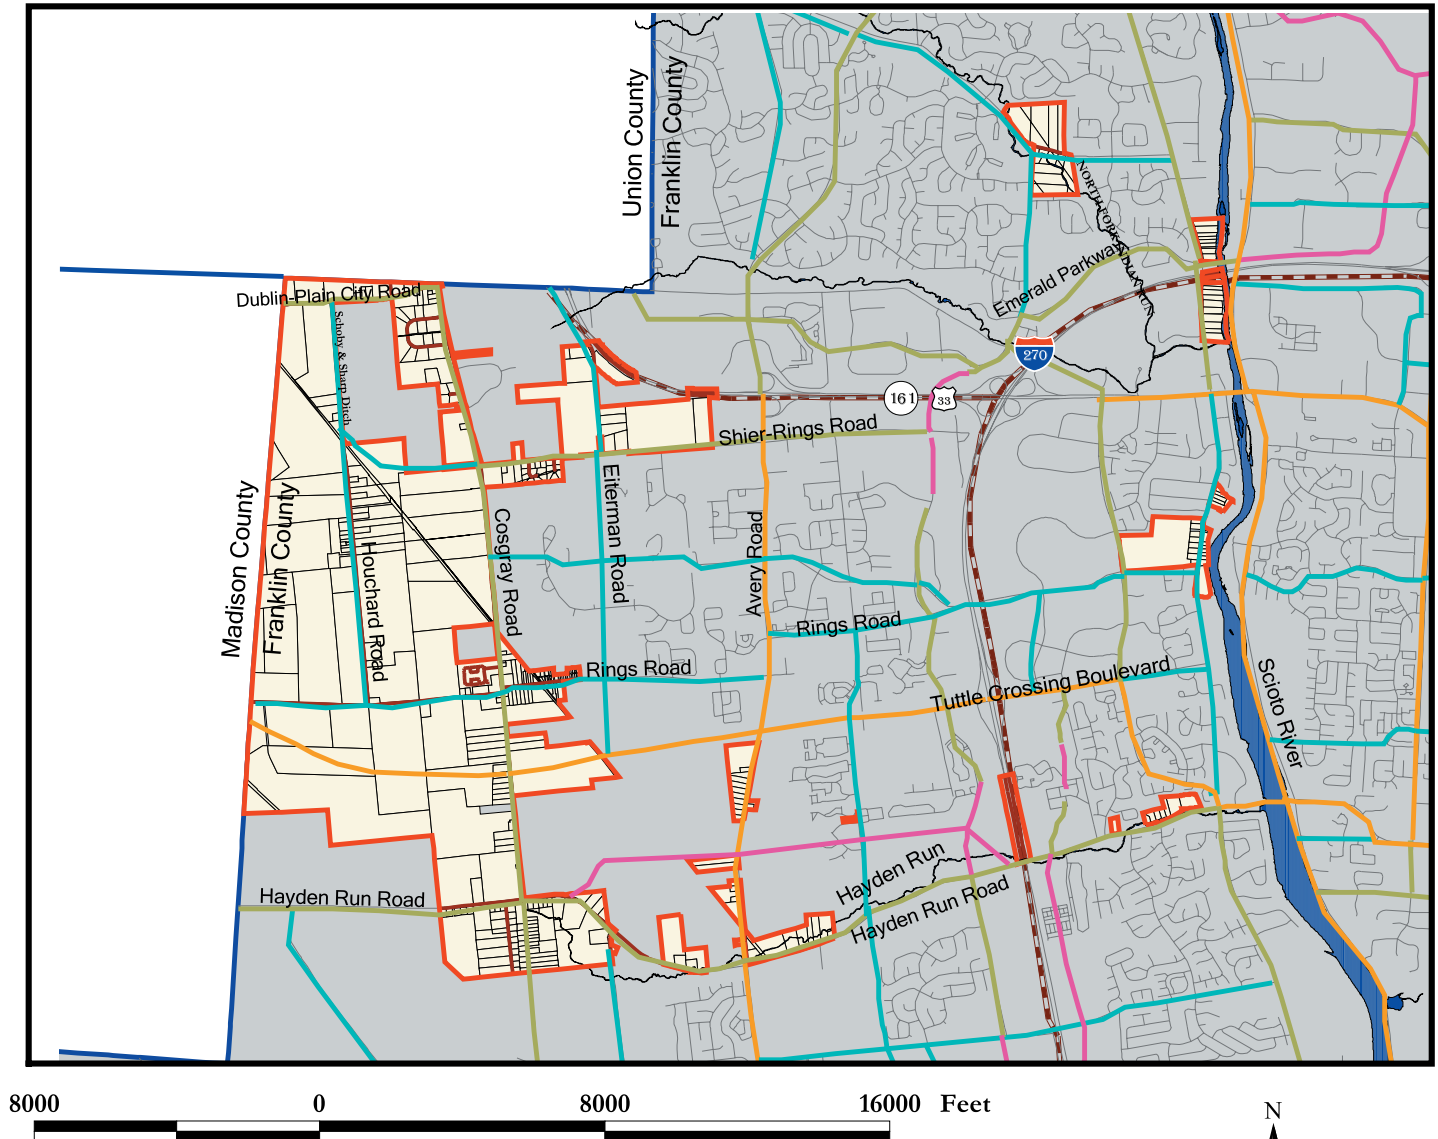 Union County
Franklin County
NORTH FORK INDIAN RUN
Emerald Parkway
Dublin-Plain City Road
Schoby & Sharp Ditch
270
161
33
Shier-Rings Road
Madison County
Franklin County
Houchard Road
Cosgray Road
Eiterman Road
Avery Road
Rings Road
Rings Road
Tuttle Crossing Boulevard
Scioto River
Hayden Run
Hayden Run Road
Hayden Run Road
8000 0 8000 16000 Feet
N